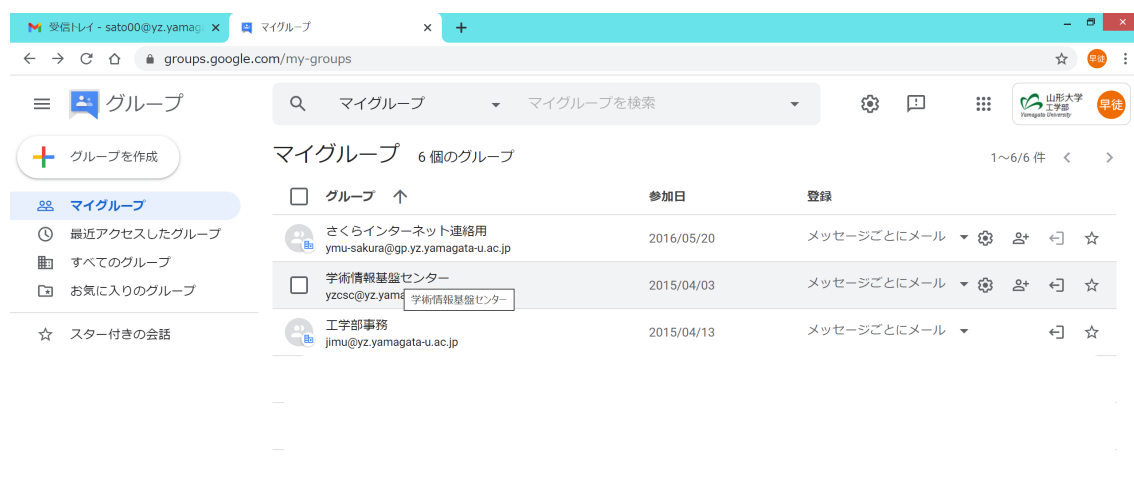 受信トレイ - sato00@yz.yamaga
マイグループ
groups.google.com/my-groups
早徒
グループ
マイグループ
マイグループを検索
山形大学
工学部
Yamagata University
早徒
グループを作成
マイグループ 6 個のグループ
1～6/6 件
グループ 参加日 登録
マイグループ
最近アクセスしたグループ
すべてのグループ
お気に入りのグループ
スター付きの会話
さくらインターネット連絡用
ymu-sakura@gp.yz.yamagata-u.ac.jp
2016/05/20 メッセージごとにメール
学術情報基盤センター
yzcsc@yz.yama
学術情報基盤センター
2015/04/03 メッセージごとにメール
工学部事務
jimu@yz.yamagata-u.ac.jp
2015/04/13 メッセージごとにメール